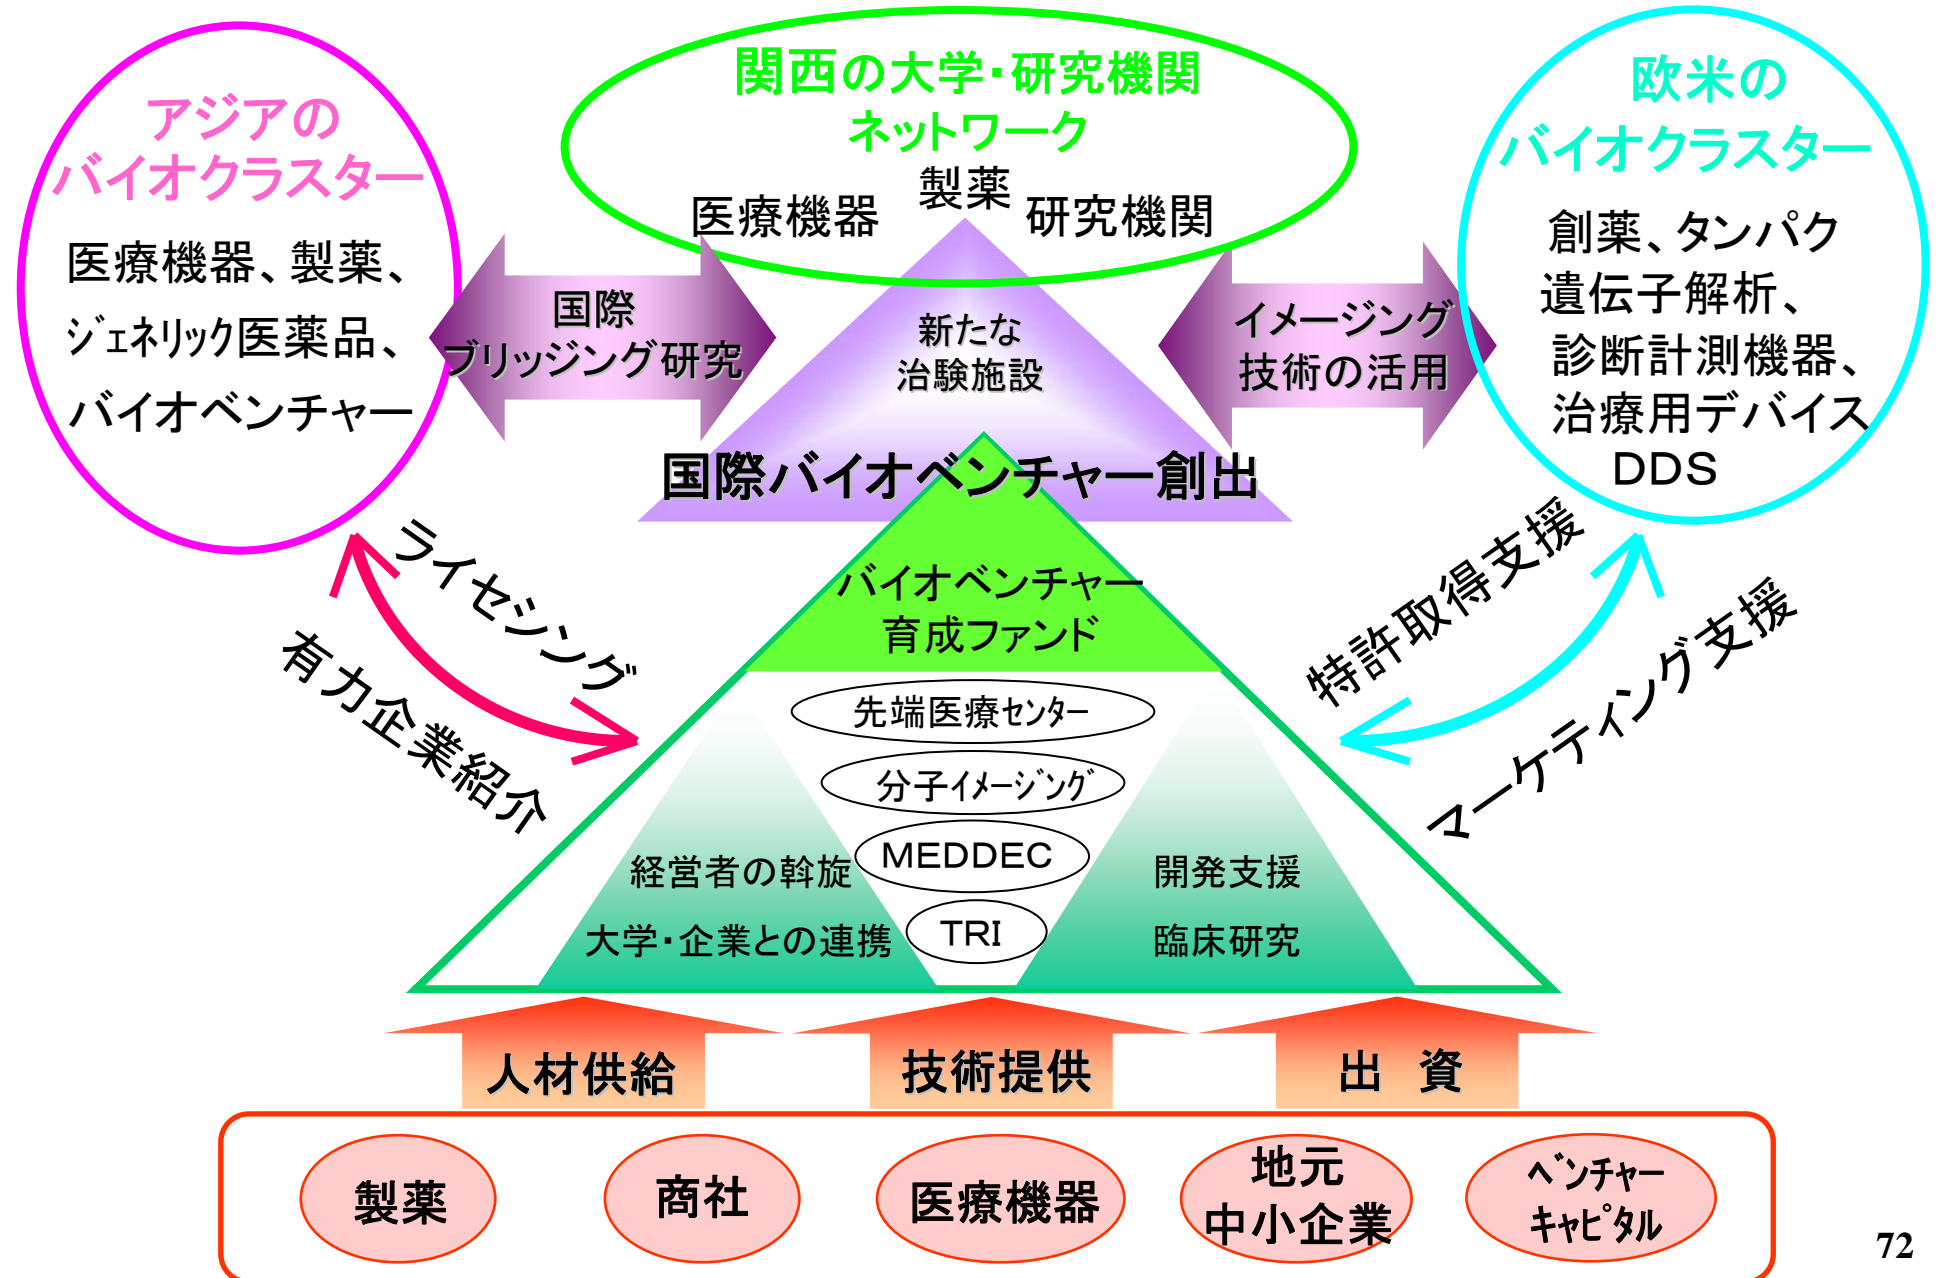 関西の大学・研究機関
ネットワーク
製薬
医療機器
研究機関
アジアの
バイオクラスター
医療機器、製薬、
ｼﾞｪﾈﾘｯｸ医薬品、
バイオベンチャー
欧米の
バイオクラスター
創薬、タンパク
遺伝子解析、
診断計測機器、
治療用デバイス
DDS
国際
ブリッジング研究
新たな
治験施設
イメージング
技術の活用
国際バイオベンチャー創出
ライセシング
有力企業紹介
特許取得支援
マーケティング支援
バイオベンチャー
育成ファンド
先端医療ｾﾝﾀｰ
分子ｲﾒｰｼﾞﾝｸﾞ
MEDDEC
TRI
経営者の斡旋
大学・企業との連携
開発支援
臨床研究
人材供給
技術提供
出　資
製薬
商社
医療機器
地元
中小企業
ﾍﾞﾝﾁｬｰ
ｷｬﾋﾟﾀﾙ
72